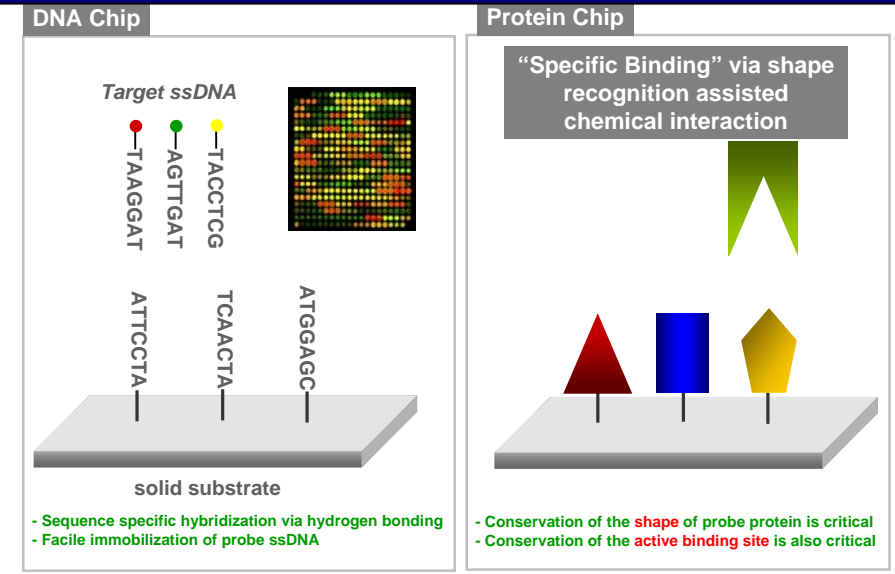 DNA Chip
Target ssDNA
TAAGGAT
AGTTGAT
TACCTCG
ATTCCTA
TCAACTA
ATGGAGC
solid substrate
- Sequence specific hybridization via hydrogen bonding
- Facile immobilization of probe ssDNA
Protein Chip
“Specific Binding” via shape
recognition assisted
chemical interaction
- Conservation of the shape of probe protein is critical
- Conservation of the active binding site is also critical